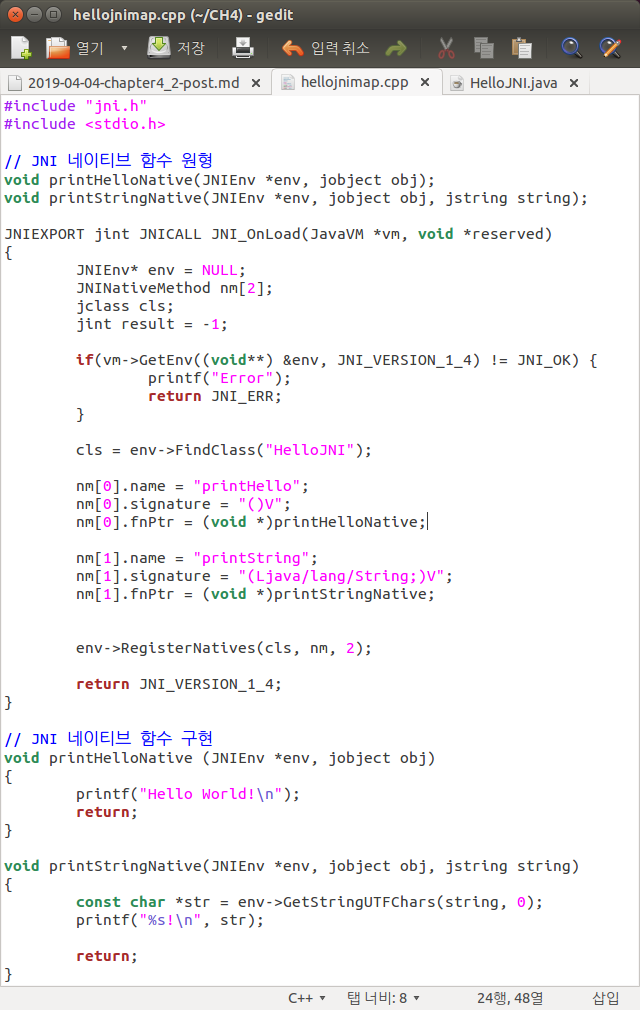 hellojnimap.cpp (~/CH4) - gedit
열기 저장 입력 취소
2019-04-04-chapter4_2-post.md × hellojnimap.cpp × HelloJNI.java ×
#include "jni.h"
#include <stdio.h>
// JNI 네이티브 함수 원형
void printHelloNative(JNIEnv *env, jobject obj);
void printStringNative(JNIEnv *env, jobject obj, jstring string);
JNIEXPORT jint JNICALL JNI_OnLoad(JavaVM *vm, void *reserved)
{
JNIEnv* env = NULL;
JNINativeMethod nm[2];
jclass cls;
jint result = -1;
if(vm->GetEnv((void**) &env, JNI_VERSION_1_4) != JNI_OK) {
printf("Error");
return JNI_ERR;
}
cls = env->FindClass("HelloJNI");
nm[0].name = "printHello";
nm[0].signature = "()V";
nm[0].fnPtr = (void *)printHelloNative;
nm[1].name = "printString";
nm[1].signature = "(Ljava/lang/String;)V";
nm[1].fnPtr = (void *)printStringNative;
env->RegisterNatives(cls, nm, 2);
return JNI_VERSION_1_4;
}
// JNI 네이티브 함수 구현
void printHelloNative (JNIEnv *env, jobject obj)
{
printf("Hello World!\n");
return;
}
void printStringNative(JNIEnv *env, jobject obj, jstring string)
{
const char *str = env->GetStringUTFChars(string, 0);
printf("%s!\n", str);
return;
}
C++ 탭 너비: 8 24행, 48열 삽입